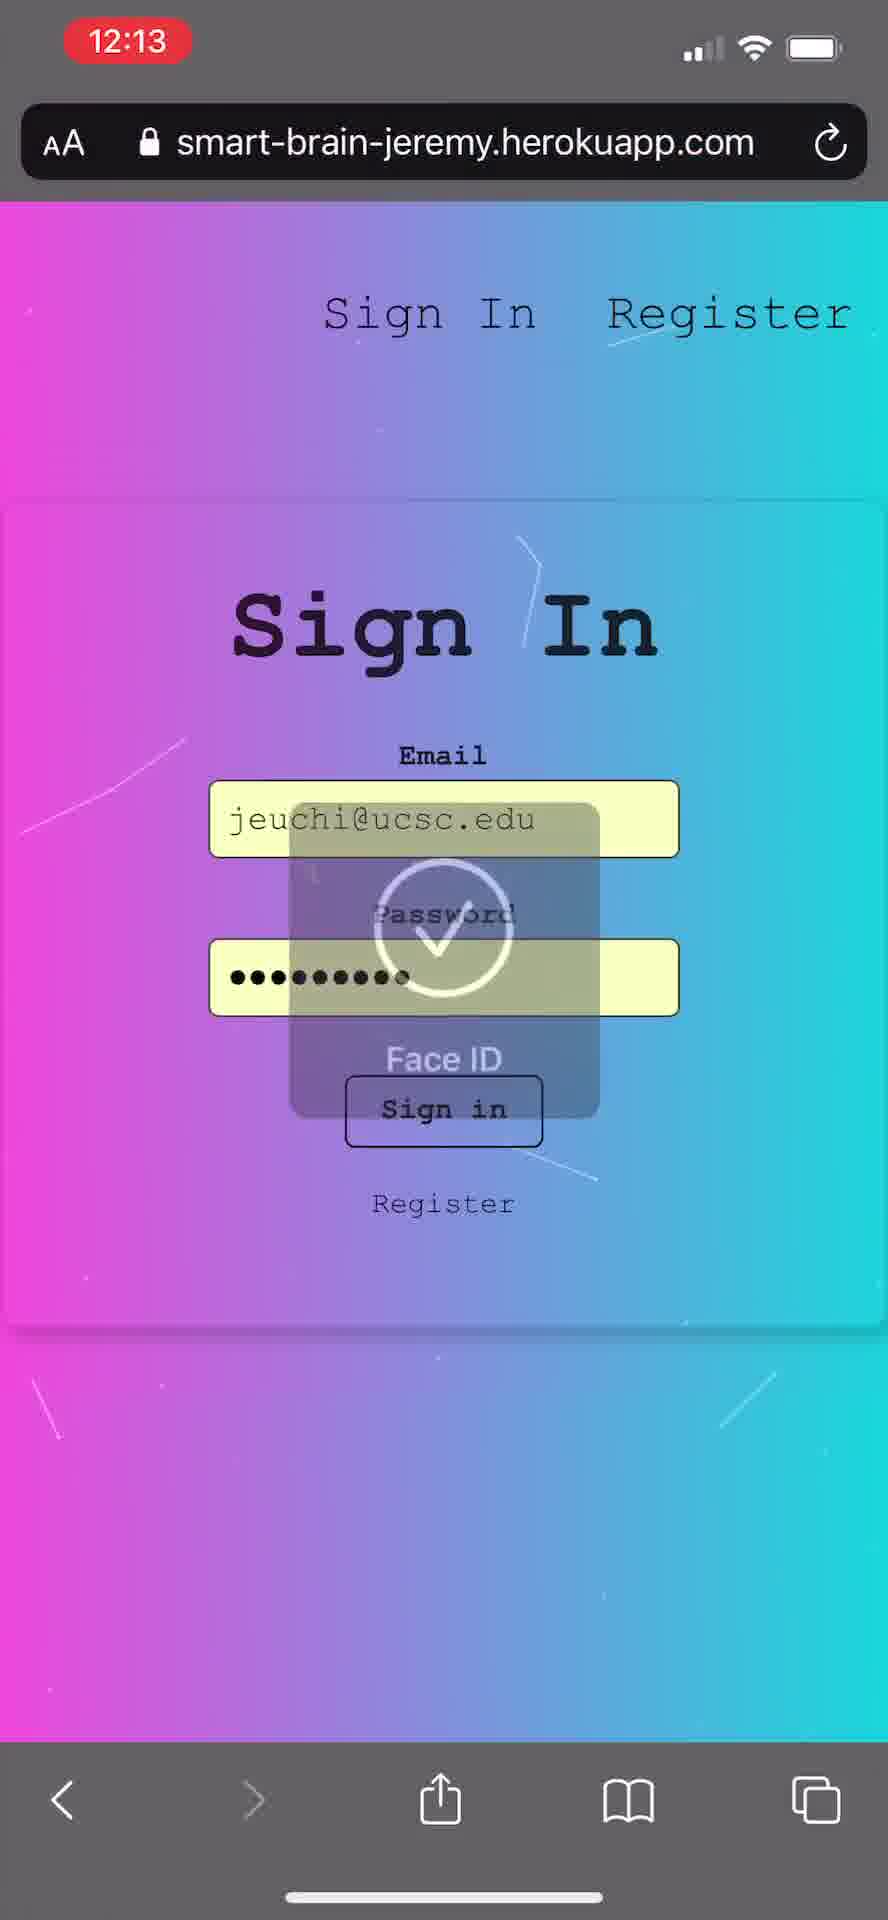 12:13
AA smart-brain-jeremy.herokuapp.com
Sign In Register
Sign In
Email
jeuchi@ucsc.edu
Password
Face ID
Sign in
Register